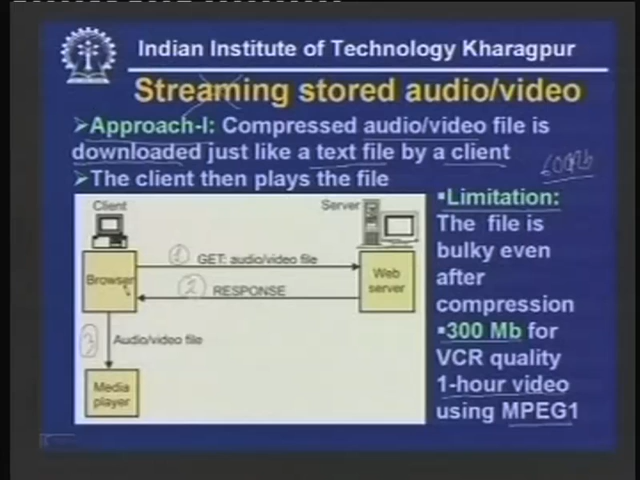 Indian Institute of Technology Kharagpur
Streaming stored audio/video
➢Approach-I: Compressed audio/video file is
downloaded just like a text file by a client
➢The client then plays the file
Client
Server
1
GET: audio/video file
Browser
Web
server
2
RESPONSE
3
Audio/video file
Media
player
▪Limitation:
The file is
bulky even
after
compression
▪300 Mb for
VCR quality
1-hour video
using MPEG1